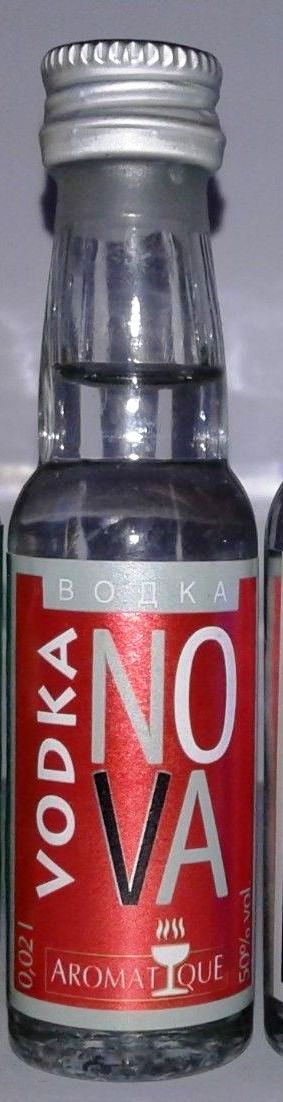 ВОДКА
VODKA
NO
VA
0,02 l
AROMATIQUE
50% vol